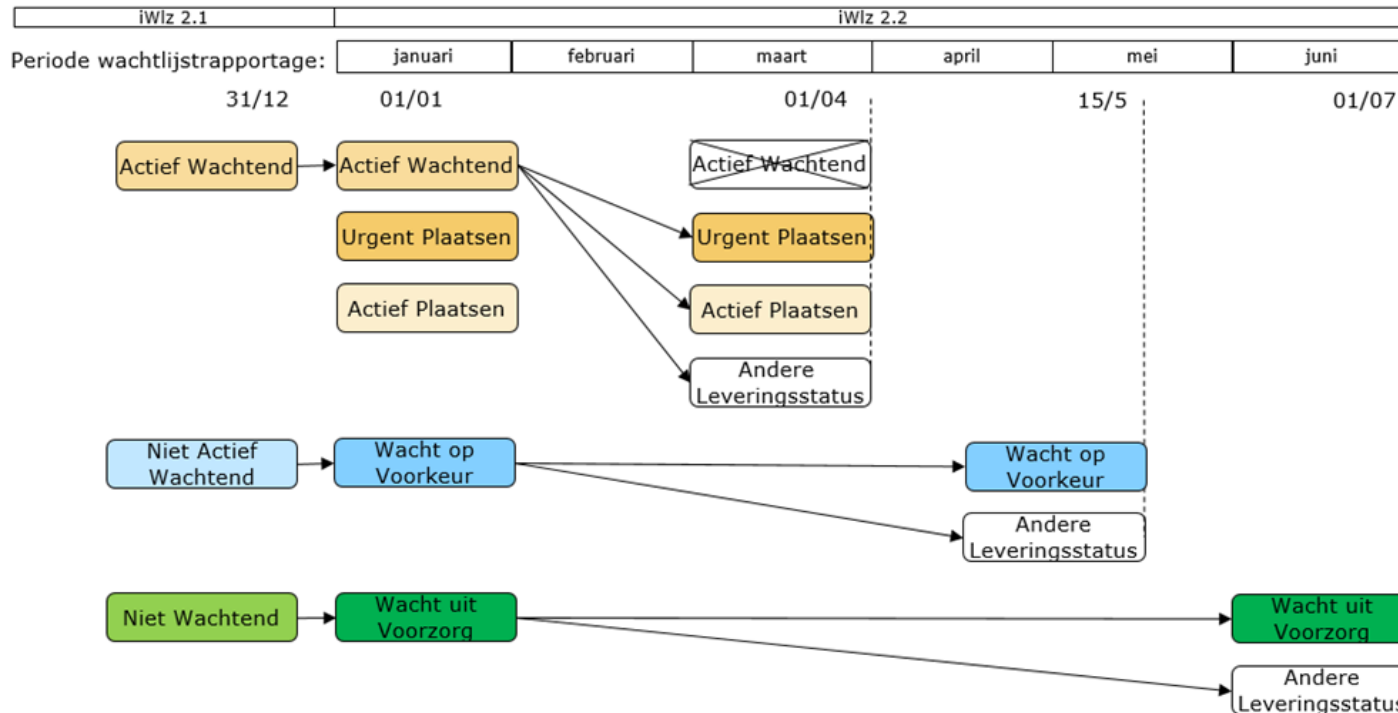 iWlz 2.1
iWlz 2.2
Periode wachtlijstrapportage:
januari
februari
maart
april
mei
juni
31/12
01/01
01/04
15/5
01/07
Actief Wachtend
Actief Wachtend
Actief Wachtend
Urgent Plaatsen
Urgent Plaatsen
Actief Plaatsen
Actief Plaatsen
Andere
Leveringsstatus
Niet Actief
Wachtend
Wacht op
Voorkeur
Wacht op
Voorkeur
Andere
Leveringsstatus
Niet Wachtend
Wacht uit
Voorzorg
Wacht uit
Voorzorg
Andere
Leveringsstatus